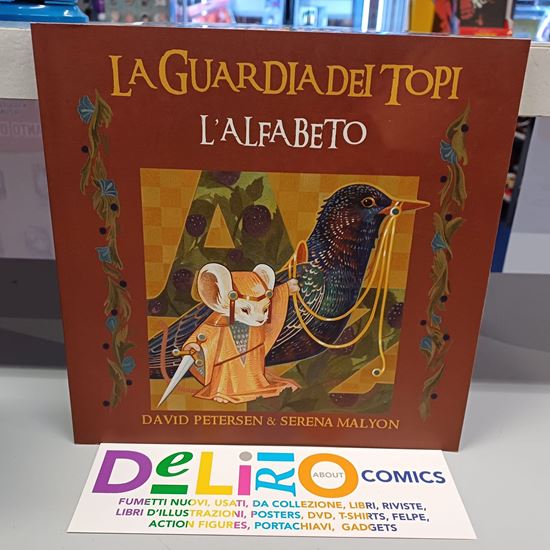 LA GUARDIA DEI TOPI
L'ALFABETO
DAVID PETERSEN & SERENA MALYON
DeLiRiO ABOUT COMICS
FUMETTI NUOVI, USATI, DA COLLEZIONE, LIBRI, RIVISTE,
LIBRI D'ILLUSTRAZIONI, POSTERS, DVD, T-SHIRTS, FELPE,
ACTION FIGURES, PORTACHIAVI, GADGETS